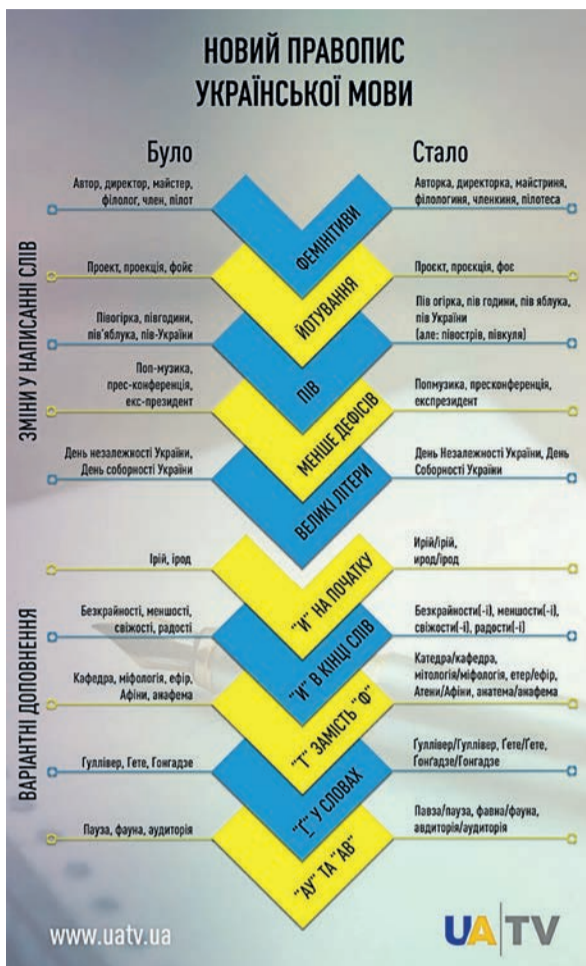 НОВИЙ ПРАВОПИС
УКРАЇНСЬКОЇ МОВИ
Було
Стало
ЗМІНИ У НАПИСАННІ СЛІВ
Автор, директор, майстер,
філолог, член, пілот
ФЕМІНІТИВИ
Авторка, директорка, майстриня,
філологиня, членкиня, пілотеса
Проект, проекція, фойє
ЙОТУВАННЯ
Проєкт, проєкція, фоє
Півогірка, півгодини,
пів'яблука, пів-України
ПІВ
Пів огірка, пів години, пів яблука,
пів України
(але: півострів, півкуля)
Поп-музика,
прес-конференція,
екс-президент
МЕНШЕ ДЕФІСІВ
Попмузика, пресконференція,
експрезидент
День незалежності України,
День соборності України
ВЕЛИКІ ЛІТЕРИ
День Незалежності України, День
Соборності України
ВАРІАНТНІ ДОПОВНЕННЯ
Ірій, ірод
"И" НА ПОЧАТКУ
Ирій/ірій,
ирод/ірод
Безкрайності, меншості,
свіжості, радості
"И" В КІНЦІ СЛІВ
Безкрайности(-і), меншости(-і),
свіжости(-і), радости(-і)
Кафедра, міфологія, ефір,
Афіни, анафема
"Т" ЗАМІСТЬ "Ф"
Катедра/кафедра,
мітологія/міфологія, етер/ефір,
Атени/Афіни, анатема/анафема
Гуллівер, Гете, Гонгадзе
"Ґ" У СЛОВАХ
Гуллівер/Гуллівер, Ґете/Гете,
Ґонґадзе/Гонгадзе
Пауза, фауна, аудиторія
"АУ" ТА "АВ"
Павза/пауза, фавна/фауна,
авдиторія/аудиторія
www.uatv.ua
UA|TV